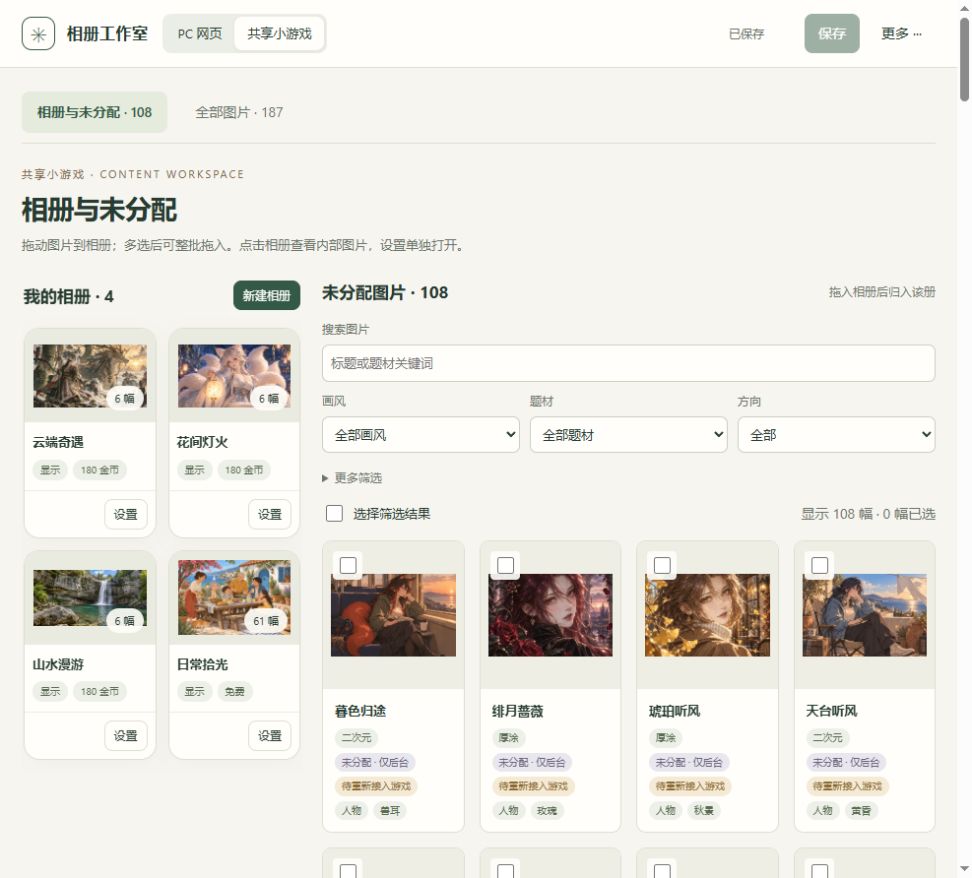 相册工作室
PC 网页
共享小游戏
已保存
保存
更多 ···
相册与未分配 · 108
全部图片 · 187
共享小游戏 · CONTENT WORKSPACE
相册与未分配
拖动图片到相册；多选后可整批拖入。点击相册查看内部图片，设置单独打开。
我的相册 · 4
新建相册
6 幅
云端奇遇
显示
180 金币
设置
6 幅
花间灯火
显示
180 金币
设置
6 幅
山水漫游
显示
180 金币
设置
61 幅
日常拾光
显示
免费
设置
未分配图片 · 108
拖入相册后归入该册
搜索图片
标题或题材关键词
画风
题材
方向
全部画风
全部题材
全部
更多筛选
选择筛选结果
显示 108 幅 · 0 幅已选
暮色归途
二次元
未分配 · 仅后台
待重新接入游戏
人物
兽耳
绯月蔷薇
厚涂
未分配 · 仅后台
待重新接入游戏
人物
玫瑰
琥珀听风
厚涂
未分配 · 仅后台
待重新接入游戏
人物
秋景
天台听风
二次元
未分配 · 仅后台
待重新接入游戏
人物
黄昏